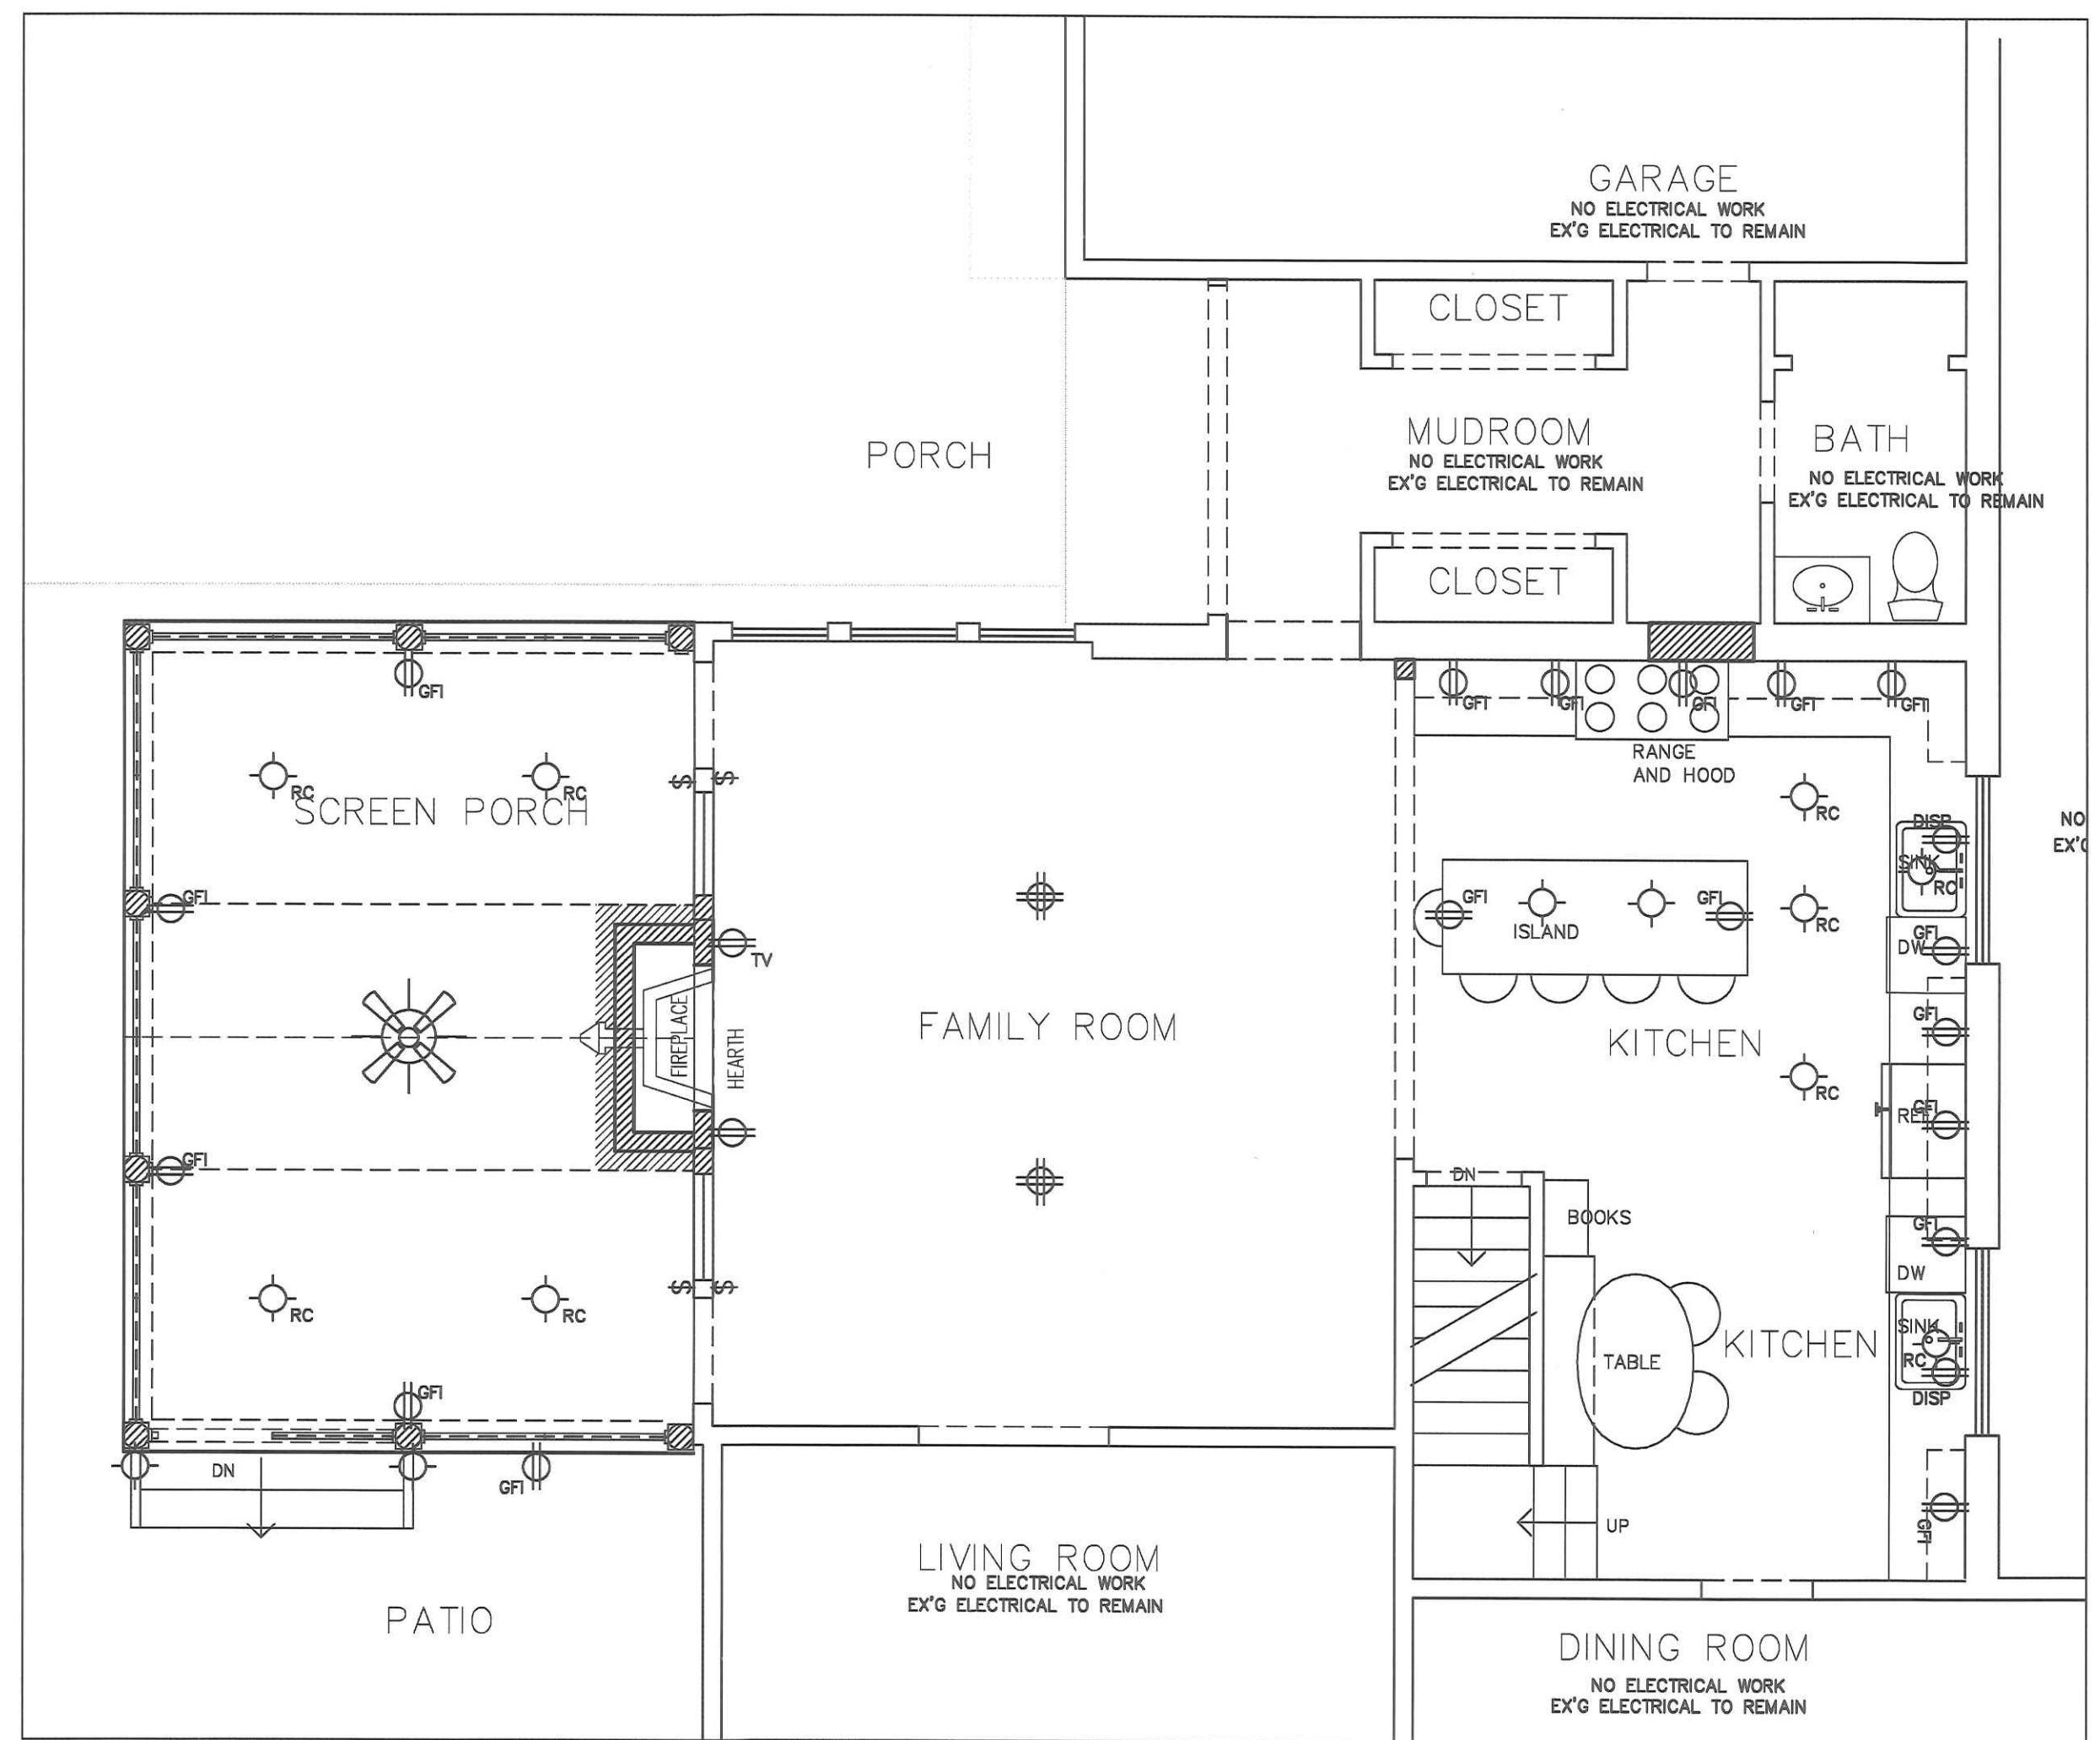 GARAGE
NO ELECTRICAL WORK
EX'G ELECTRICAL TO REMAIN
CLOSET
MUDROOM
NO ELECTRICAL WORK
EX'G ELECTRICAL TO REMAIN
BATH
NO ELECTRICAL WORK
EX'G ELECTRICAL TO REMAIN
PORCH
CLOSET
GFI
GFI
GFI
GFI
GFI
GFI
RANGE
AND HOOD
RC
RC
SCREEN PORCH
$ $
RC
DISP
NO
SINK
RC
GFI
GFI
GFI
ISLAND
RC
GFI
DW
TV
FIREPLACE
HEARTH
FAMILY ROOM
KITCHEN
GFI
RC
GFI
REF
GFI
DN
BOOKS
GFI
DW
$ $
RC
RC
SINK
KITCHEN
TABLE
RC
DISP
GFI
DN
GFI
UP
GFI
LIVING ROOM
NO ELECTRICAL WORK
EX'G ELECTRICAL TO REMAIN
PATIO
DINING ROOM
NO ELECTRICAL WORK
EX'G ELECTRICAL TO REMAIN